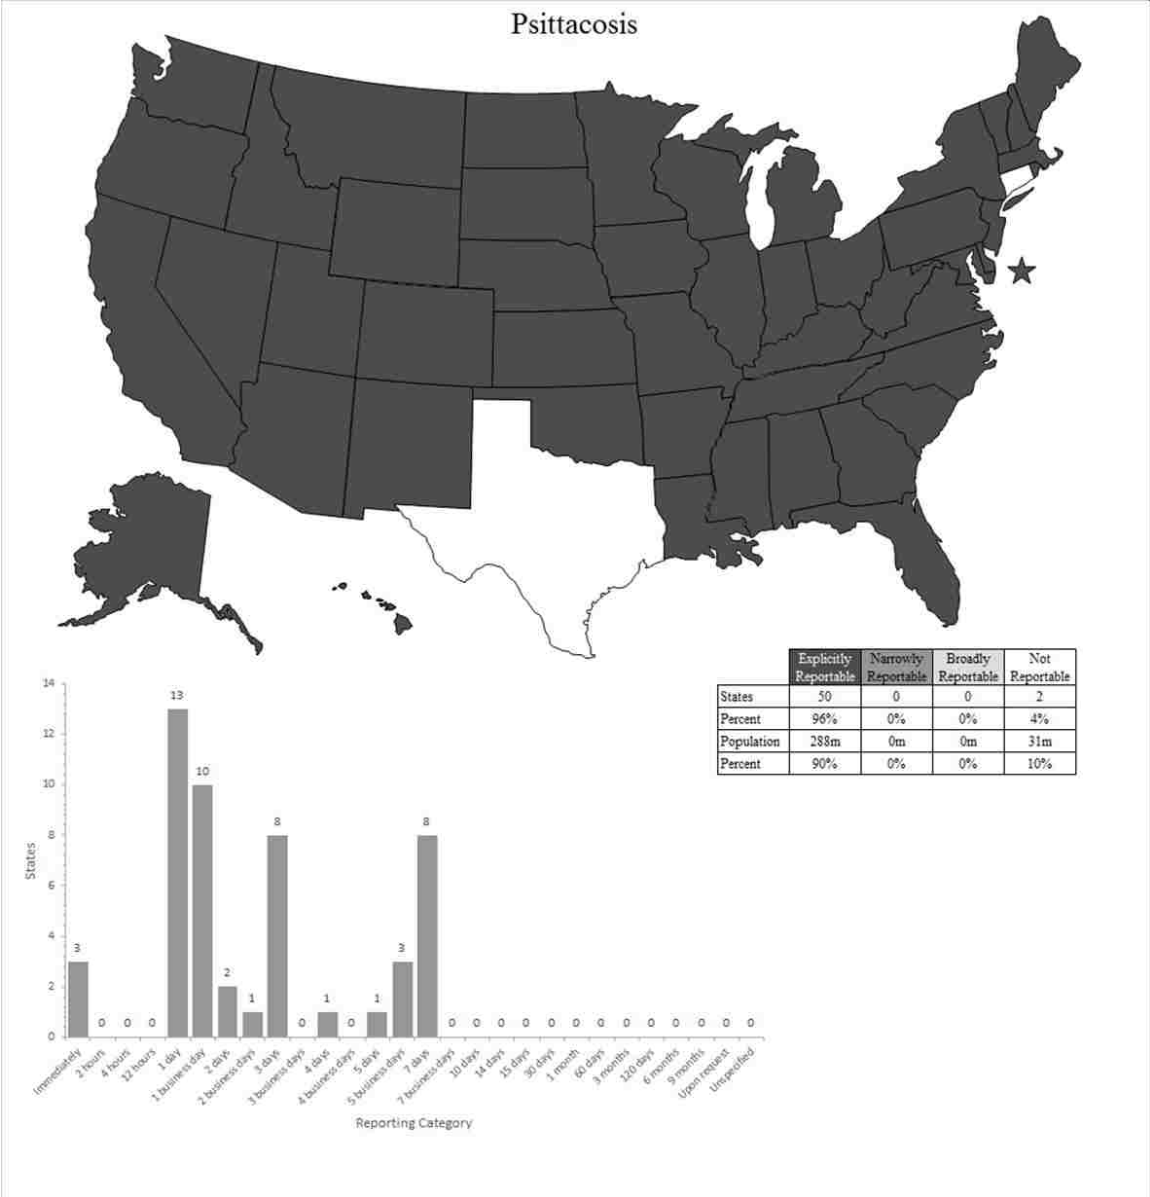 Psittacosis
Explicitly Reportable Narrowly Reportable Broadly Reportable Not Reportable
States 50 0 0 2
Percent 96% 0% 0% 4%
Population 288m 0m 0m 31m
Percent 90% 0% 0% 10%
14
12
10
8
6
4
2
0
States
3 0 0 0 13 10 2 1 8 0 1 0 1 3 8 0 0 0 0 0 0 0 0 0 0 0 0 0
Immediately
2 hours
4 hours
12 hours
1 day
1 business day
2 days
2 business days
3 days
3 business days
4 days
4 business days
5 days
5 business days
7 days
7 business days
10 days
14 days
15 days
30 days
1 month
60 days
3 months
120 days
6 months
9 months
Upon request
Unspecified
Reporting Category